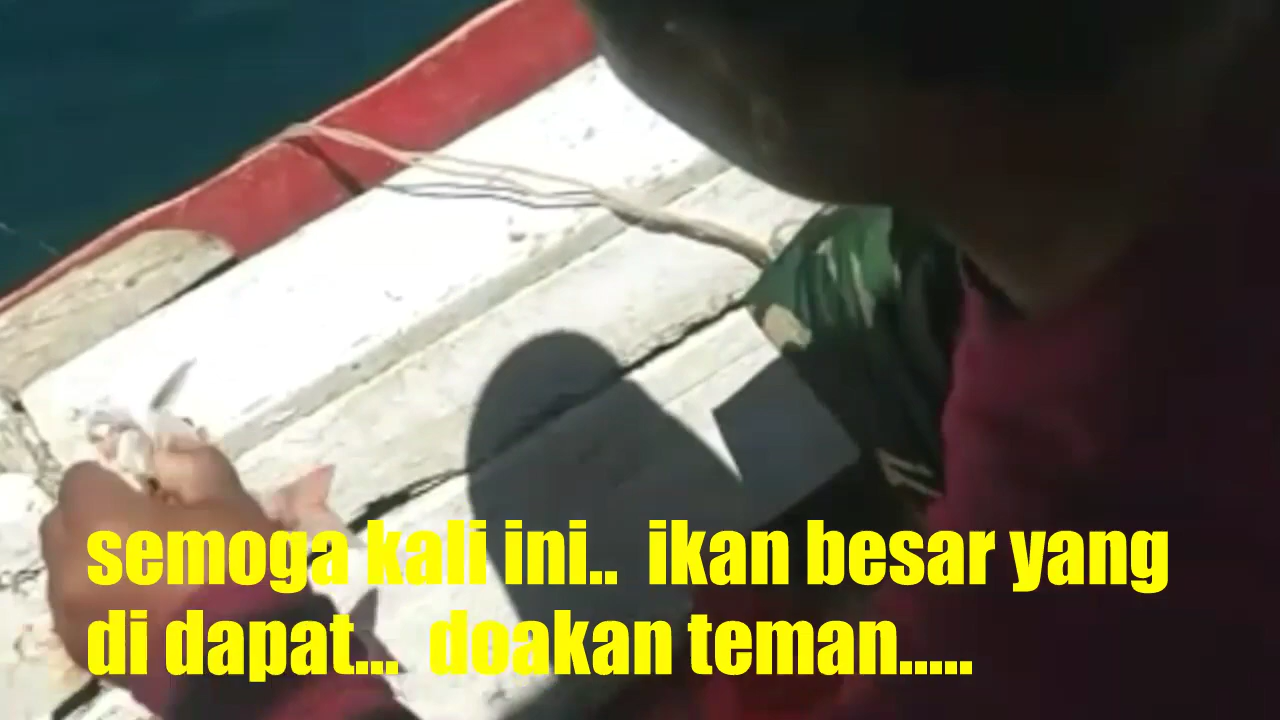 semoga kali ini..  ikan besar yang
di dapat...  doakan teman.....